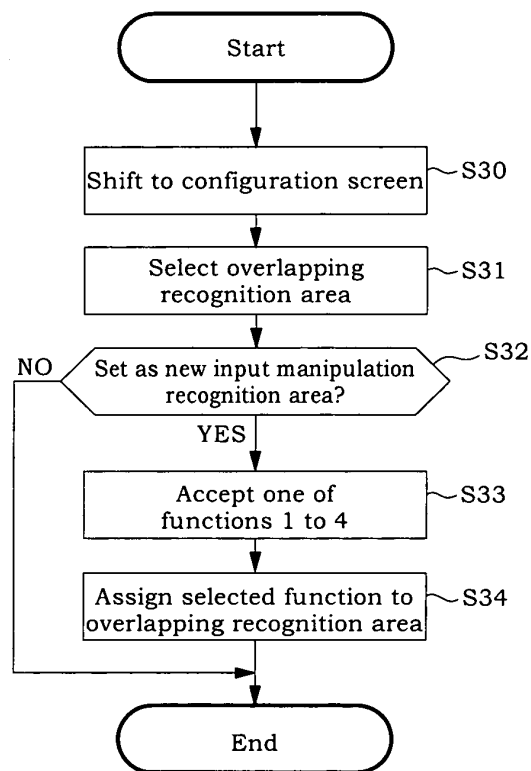 Start
Shift to configuration screen
S30
Select overlapping
recognition area
S31
NO
Set as new input manipulation
recognition area?
S32
YES
Accept one of
functions 1 to 4
S33
Assign selected function to
overlapping recognition area
S34
End